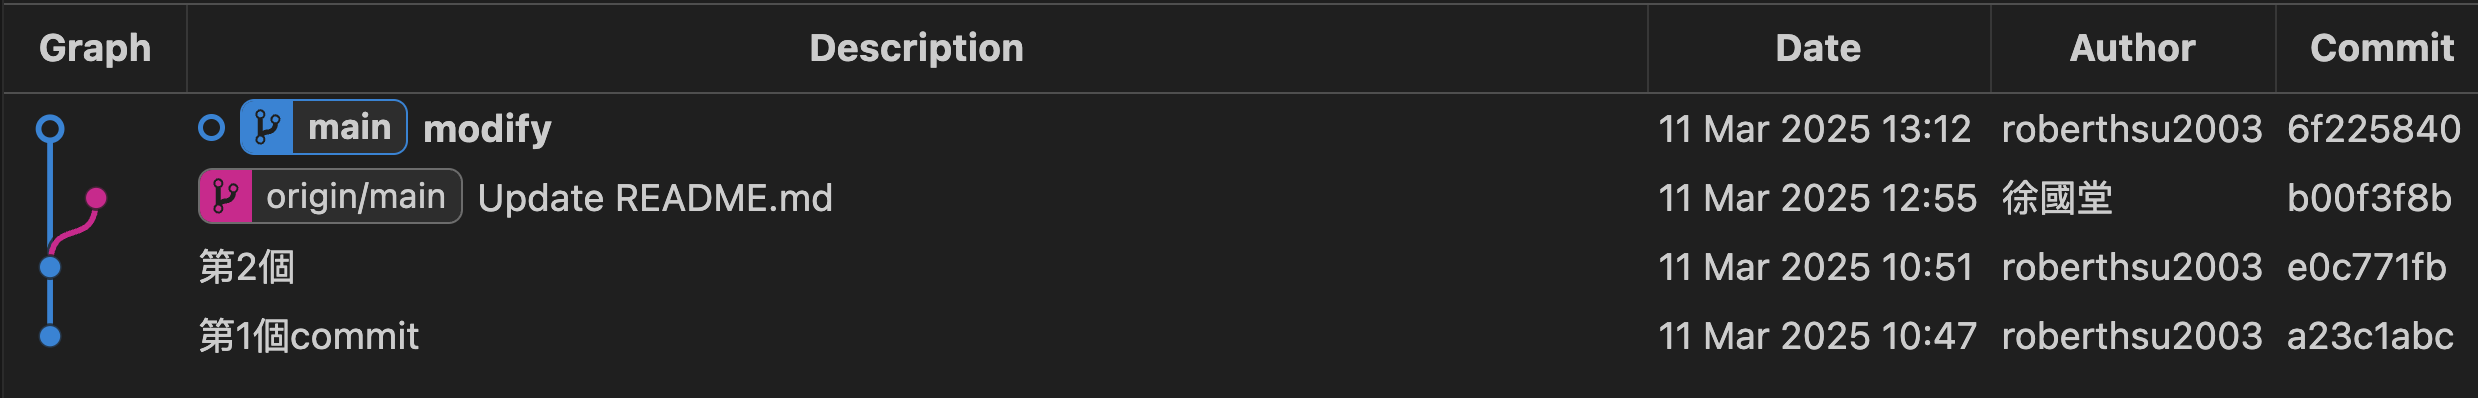 Graph Description Date Author Commit
main modify 11 Mar 2025 13:12 roberthsu2003 6f225840
origin/main Update README.md 11 Mar 2025 12:55 徐國堂 b00f3f8b
第2個 11 Mar 2025 10:51 roberthsu2003 e0c771fb
第1個commit 11 Mar 2025 10:47 roberthsu2003 a23c1abc